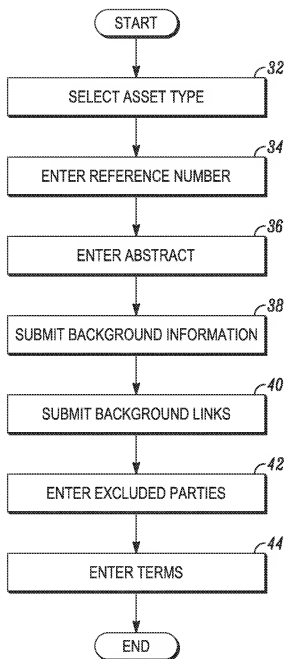 START
32
SELECT ASSET TYPE
34
ENTER REFERENCE NUMBER
36
ENTER ABSTRACT
38
SUBMIT BACKGROUND INFORMATION
40
SUBMIT BACKGROUND LINKS
42
ENTER EXCLUDED PARTIES
44
ENTER TERMS
END